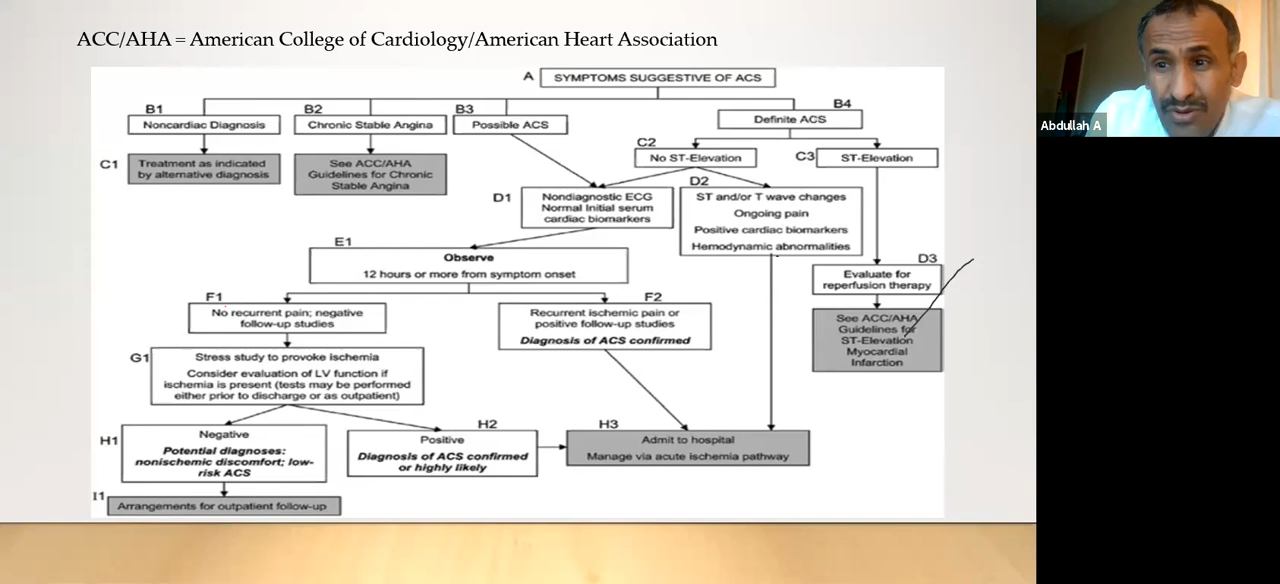 ACC/AHA = American College of Cardiology/American Heart Association
A
SYMPTOMS SUGGESTIVE OF ACS
B1
Noncardiac Diagnosis
B2
Chronic Stable Angina
B3
Possible ACS
B4
Definite ACS
C1
Treatment as indicated
by alternative diagnosis
See ACC/AHA
Guidelines for Chronic
Stable Angina
C2
No ST-Elevation
C3
ST-Elevation
D1
Nondiagnostic ECG
Normal Initial serum
cardiac biomarkers
D2
ST and/or T wave changes
Ongoing pain
Positive cardiac biomarkers
Hemodynamic abnormalities
D3
Evaluate for
reperfusion therapy
See ACC/AHA
Guidelines for
ST-Elevation
Myocardial
Infarction
E1
Observe
12 hours or more from symptom onset
F1
No recurrent pain; negative
follow-up studies
F2
Recurrent ischemic pain or
positive follow-up studies
Diagnosis of ACS confirmed
G1
Stress study to provoke ischemia
Consider evaluation of LV function if
ischemia is present (tests may be performed
either prior to discharge or as outpatient)
H1
Negative
Potential diagnoses:
nonischemic discomfort; low-
risk ACS
H2
Positive
Diagnosis of ACS confirmed
or highly likely
H3
Admit to hospital
Manage via acute ischemia pathway
I1
Arrangements for outpatient follow-up
Abdullah A